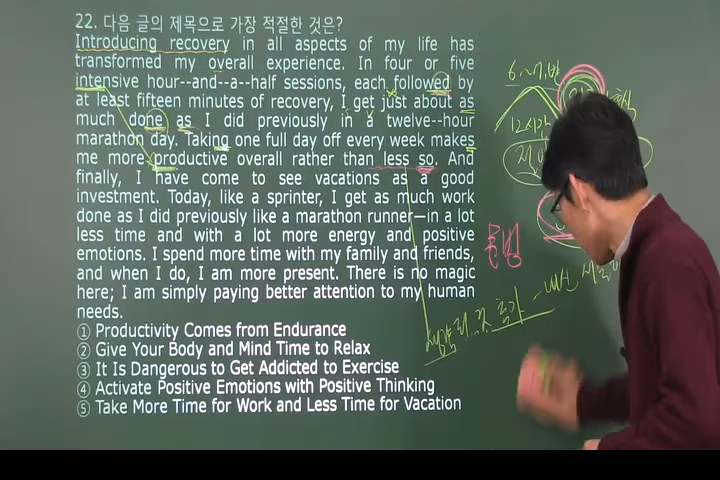 22. 다음 글의 제목으로 가장 적절한 것은?
Introducing recovery in all aspects of my life has
transformed my overall experience. In four or five
intensive hour--and--a--half sessions, each followed by
at least fifteen minutes of recovery, I get just about as
much done as I did previously in a twelve--hour
marathon day. Taking one full day off every week makes
me more productive overall rather than less so. And
finally, I have come to see vacations as a good
investment. Today, like a sprinter, I get as much work
done as I did previously like a marathon runner—in a lot
less time and with a lot more energy and positive
emotions. I spend more time with my family and friends,
and when I do, I am more present. There is no magic
here; I am simply paying better attention to my human
needs.
① Productivity Comes from Endurance
② Give Your Body and Mind Time to Relax
③ It Is Dangerous to Get Addicted to Exercise
④ Activate Positive Emotions with Positive Thinking
⑤ Take More Time for Work and Less Time for Vacation
12시간